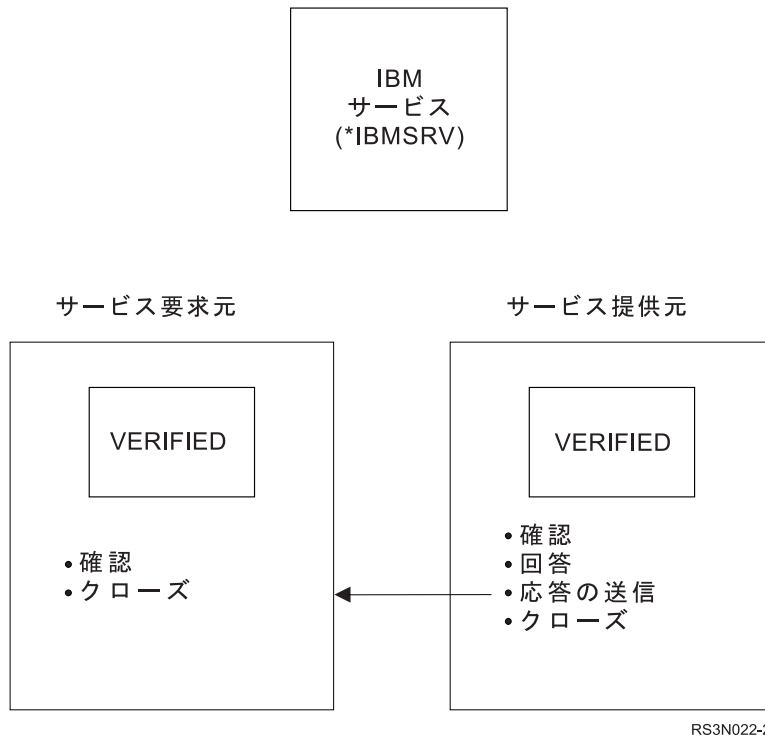 IBM
サービス
(*IBMSRV)
サービス要求元
サービス提供元
VERIFIED
VERIFIED
•確認
•クローズ
•確認
•回答
•応答の送信
•クローズ
RS3N022-2